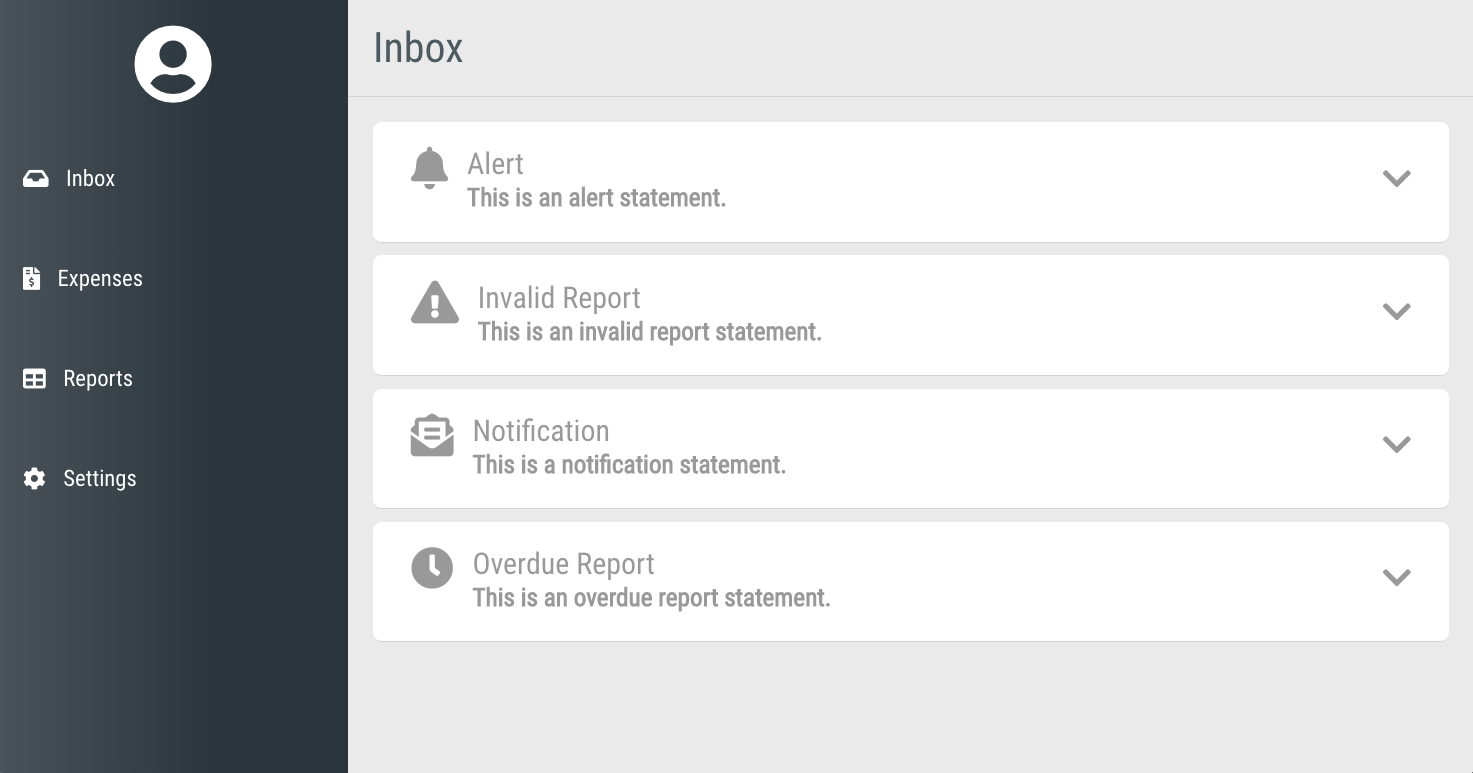 Inbox
Expenses
Reports
Settings
Inbox
Alert
This is an alert statement.
Invalid Report
This is an invalid report statement.
Notification
This is a notification statement.
Overdue Report
This is an overdue report statement.